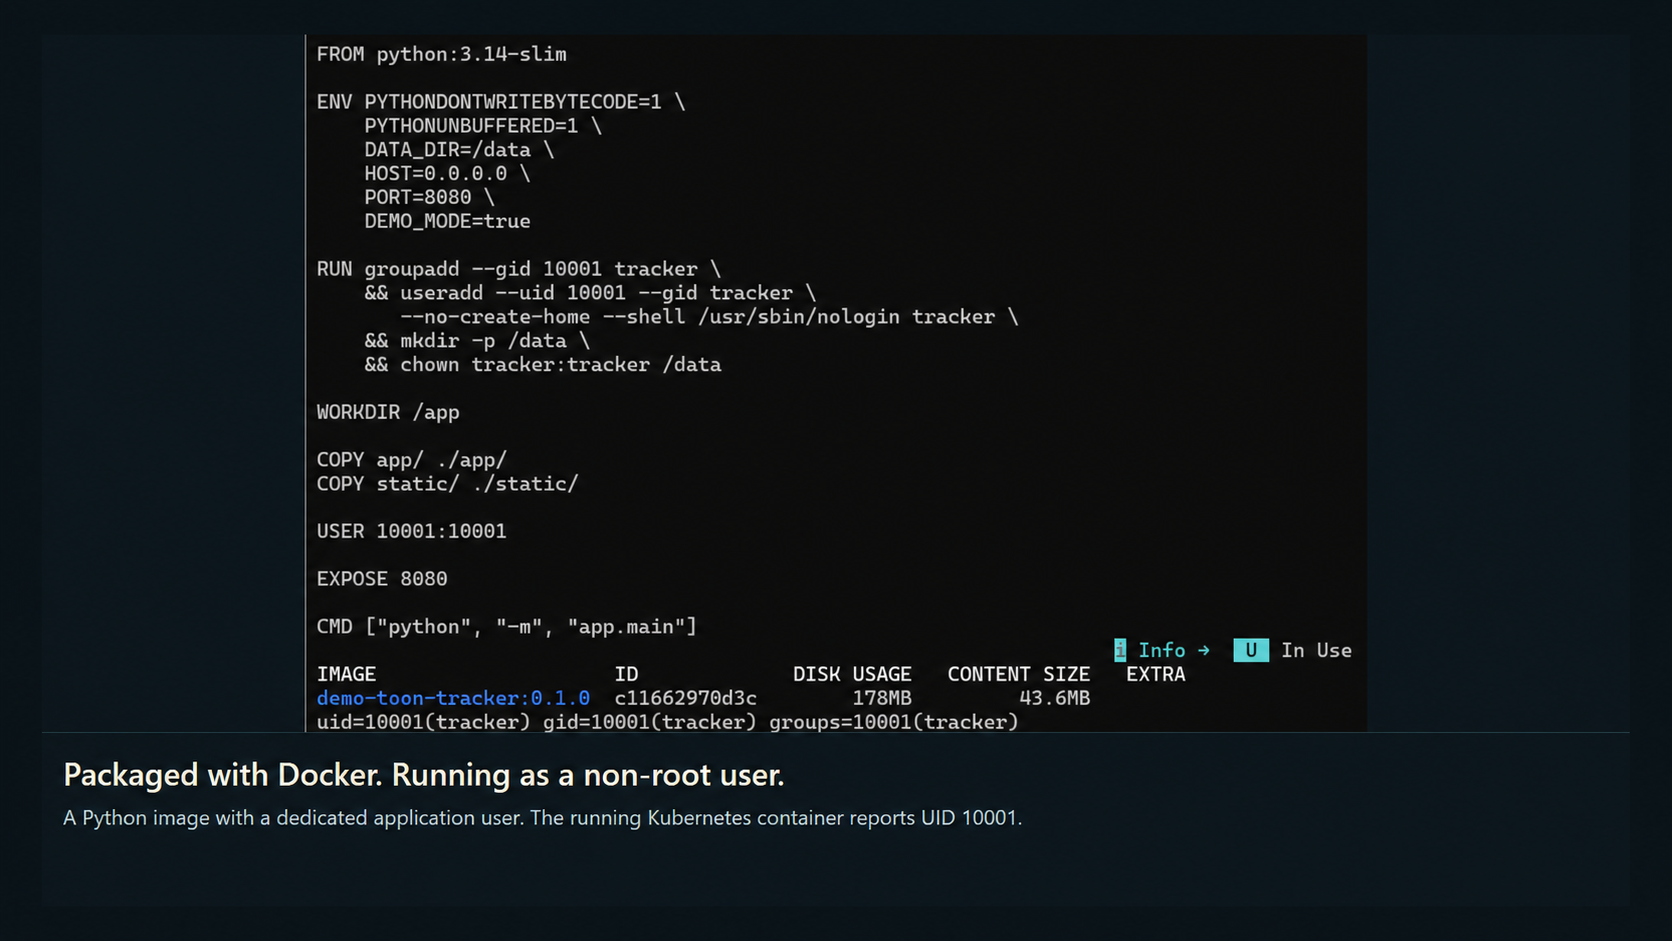 FROM python:3.14-slim
ENV PYTHONDONTWRITEBYTECODE=1 \
PYTHONUNBUFFERED=1 \
DATA_DIR=/data \
HOST=0.0.0.0 \
PORT=8080 \
DEMO_MODE=true
RUN groupadd --gid 10001 tracker \
&& useradd --uid 10001 --gid tracker \
--no-create-home --shell /usr/sbin/nologin tracker \
&& mkdir -p /data \
&& chown tracker:tracker /data
WORKDIR /app
COPY app/ ./app/
COPY static/ ./static/
USER 10001:10001
EXPOSE 8080
CMD ["python", "-m", "app.main"]
i Info → U In Use
IMAGE ID DISK USAGE CONTENT SIZE EXTRA
demo-toon-tracker:0.1.0 c11662970d3c 178MB 43.6MB
uid=10001(tracker) gid=10001(tracker) groups=10001(tracker)
Packaged with Docker. Running as a non-root user.
A Python image with a dedicated application user. The running Kubernetes container reports UID 10001.